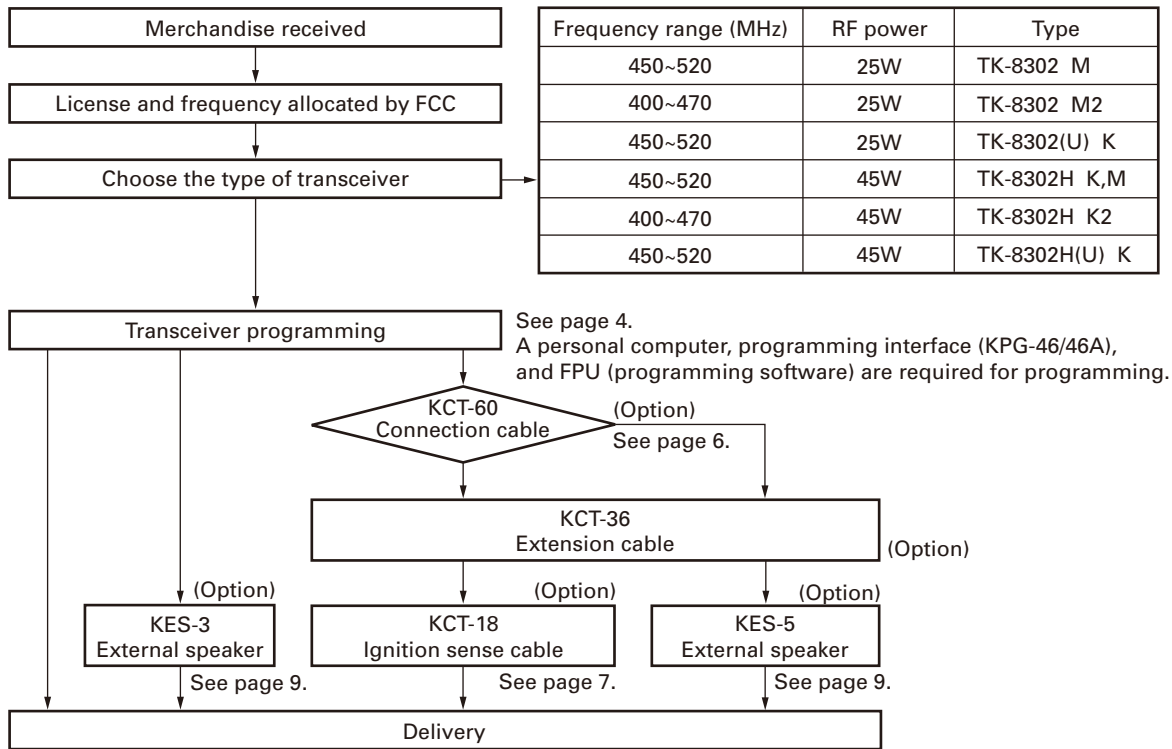 Merchandise received
License and frequency allocated by FCC
Choose the type of transceiver
Frequency range (MHz) RF power Type
450~520 25W TK-8302 M
400~470 25W TK-8302 M2
450~520 25W TK-8302(U) K
450~520 45W TK-8302H K,M
400~470 45W TK-8302H K2
450~520 45W TK-8302H(U) K
Transceiver programming
See page 4.
A personal computer, programming interface (KPG-46/46A),
and FPU (programming software) are required for programming.
KCT-60
Connection cable
(Option)
See page 6.
KCT-36
Extension cable
(Option)
(Option)
KES-3
External speaker
See page 9.
(Option)
KCT-18
Ignition sense cable
See page 7.
(Option)
KES-5
External speaker
See page 9.
Delivery